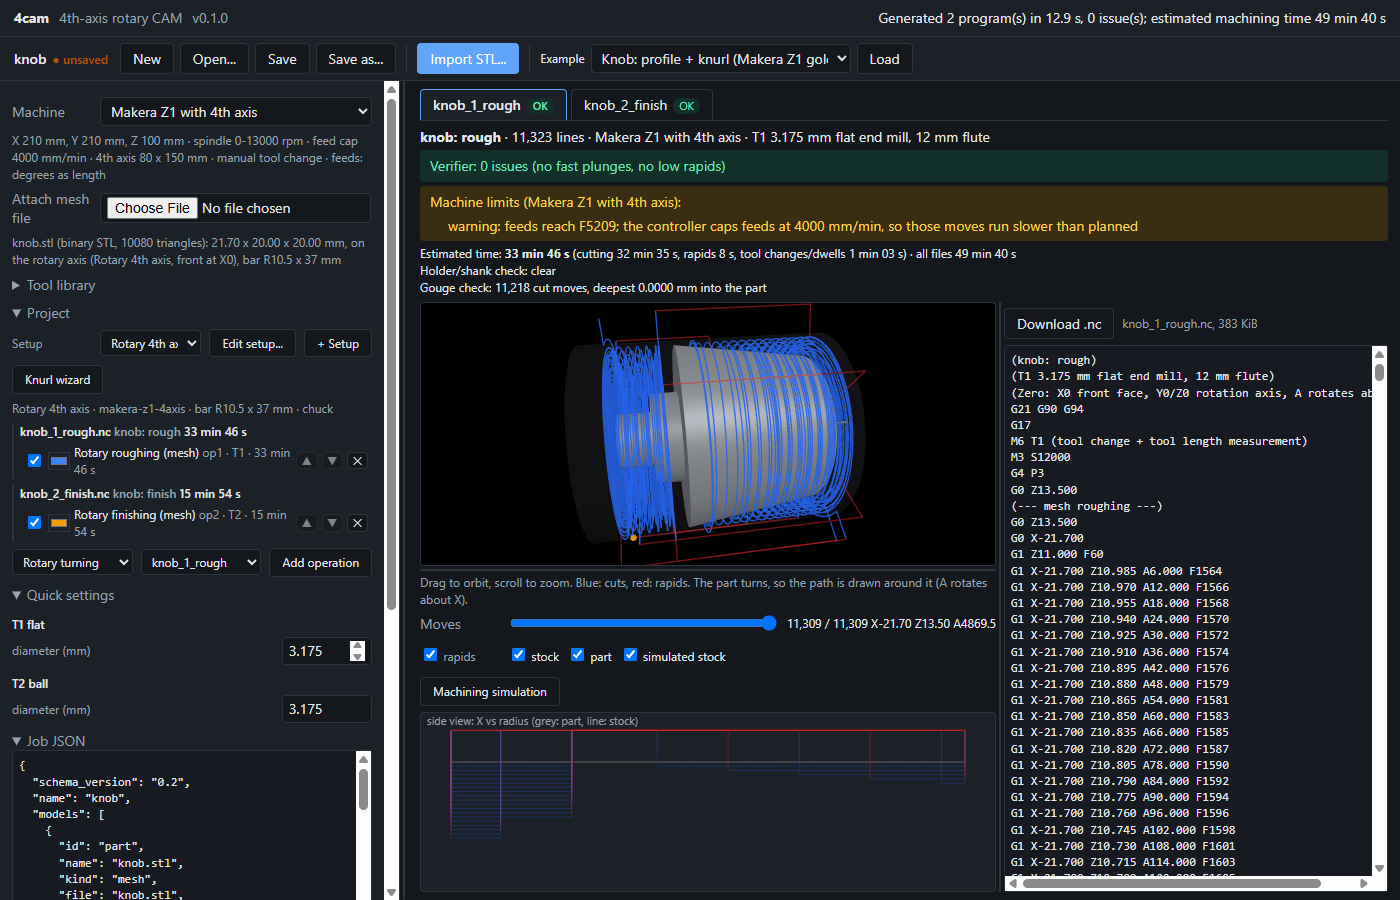 4cam 4th-axis rotary CAM v0.1.0
Generated 2 program(s) in 12.9 s, 0 issue(s); estimated machining time 49 min 40 s
knob ● unsaved New Open... Save Save as... Import STL... Example Knob: profile + knurl (Makera Z1 gol Load
Machine Makera Z1 with 4th axis
X 210 mm, Y 210 mm, Z 100 mm · spindle 0-13000 rpm · feed cap
4000 mm/min · 4th axis 80 x 150 mm · manual tool change · feeds:
degrees as length
Attach mesh file Choose File No file chosen
knob.stl (binary STL, 10080 triangles): 21.70 x 20.00 x 20.00 mm, on
the rotary axis (Rotary 4th axis, front at X0), bar R10.5 x 37 mm
▶ Tool library
▼ Project
Setup Rotary 4th ax Edit setup... + Setup
Knurl wizard
Rotary 4th axis · makera-z1-4axis · bar R10.5 x 37 mm · chuck
knob_1_rough.nc knob: rough 33 min 46 s
Rotary roughing (mesh) op1 · T1 · 33 min
46 s ▲ ▼ ✕
knob_2_finish.nc knob: finish 15 min 54 s
Rotary finishing (mesh) op2 · T2 · 15 min
54 s ▲ ▼ ✕
Rotary turning knob_1_rough Add operation
▼ Quick settings
T1 flat
diameter (mm) 3.175
T2 ball
diameter (mm) 3.175
▼ Job JSON
{
"schema_version": "0.2",
"name": "knob",
"models": [
{
"id": "part",
"name": "knob.stl",
"kind": "mesh",
"file": "knob.stl",
knob_1_rough OK knob_2_finish OK
knob: rough · 11,323 lines · Makera Z1 with 4th axis · T1 3.175 mm flat end mill, 12 mm flute
Verifier: 0 issues (no fast plunges, no low rapids)
Machine limits (Makera Z1 with 4th axis):
warning: feeds reach F5209; the controller caps feeds at 4000 mm/min, so those moves run slower than planned
Estimated time: 33 min 46 s (cutting 32 min 35 s, rapids 8 s, tool changes/dwells 1 min 03 s) · all files 49 min 40 s
Holder/shank check: clear
Gouge check: 11,218 cut moves, deepest 0.0000 mm into the part
Drag to orbit, scroll to zoom. Blue: cuts, red: rapids. The part turns, so the path is drawn around it (A rotates
about X).
Moves 11,309 / 11,309 X-21.70 Z13.50 A4869.5
rapids stock part simulated stock
Machining simulation
side view: X vs radius (grey: part, line: stock)
Download .nc knob_1_rough.nc, 383 KiB
(knob: rough)
(T1 3.175 mm flat end mill, 12 mm flute)
(Zero: X0 front face, Y0/Z0 rotation axis, A rotates ab
G21 G90 G94
G17
M6 T1 (tool change + tool length measurement)
M3 S12000
G4 P3
G0 Z13.500
(--- mesh roughing ---)
G0 Z13.500
G0 X-21.700
G1 Z11.000 F60
G1 X-21.700 Z10.985 A6.000 F1564
G1 X-21.700 Z10.970 A12.000 F1566
G1 X-21.700 Z10.955 A18.000 F1568
G1 X-21.700 Z10.940 A24.000 F1570
G1 X-21.700 Z10.925 A30.000 F1572
G1 X-21.700 Z10.910 A36.000 F1574
G1 X-21.700 Z10.895 A42.000 F1576
G1 X-21.700 Z10.880 A48.000 F1579
G1 X-21.700 Z10.865 A54.000 F1581
G1 X-21.700 Z10.850 A60.000 F1583
G1 X-21.700 Z10.835 A66.000 F1585
G1 X-21.700 Z10.820 A72.000 F1587
G1 X-21.700 Z10.805 A78.000 F1590
G1 X-21.700 Z10.790 A84.000 F1592
G1 X-21.700 Z10.775 A90.000 F1594
G1 X-21.700 Z10.760 A96.000 F1596
G1 X-21.700 Z10.745 A102.000 F1598
G1 X-21.700 Z10.730 A108.000 F1601
G1 X-21.700 Z10.715 A114.000 F1603